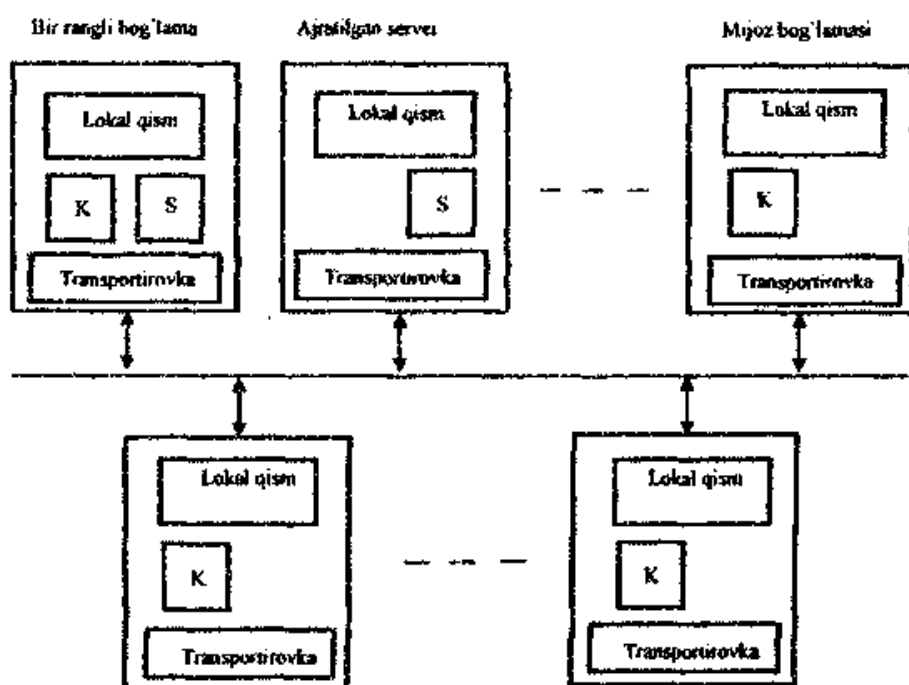 Bir rangli bog`lama
Ajratilgan server
Mijoz bog`lamasi
Lokal qism
K
S
Transportirovka
Lokal qism
S
Transportirovka
Lokal qism
K
Transportirovka
Lokal qism
K
Transportirovka
Lokal qism
K
Transportirovka